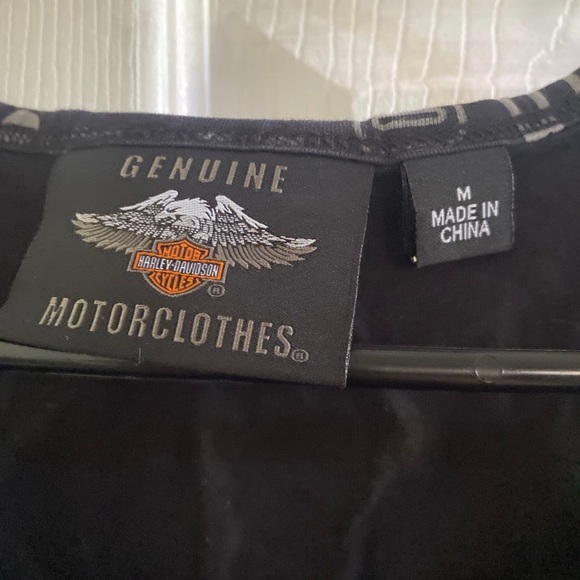 GENUINE
MOTOR
HARLEY-DAVIDSON
CYCLES
®
MOTORCLOTHES®
M
MADE IN
CHINA